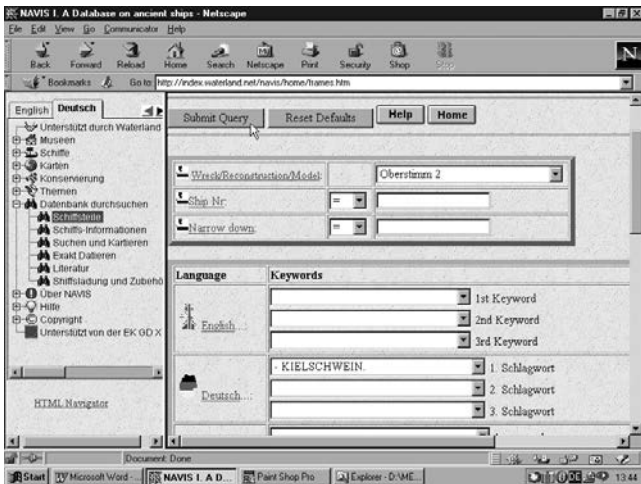 NAVIS I. A Database on ancient ships - Netscape
File Edit View Go Communicator Help
Back Forward Reload Home Search Netscape Print Security Shop Stop
N
Bookmarks Go to: http://index.waterland.net/navis/home/frames.htm
English Deutsch
Unterstützt durch Waterland
Museen
Schiffe
Karten
Konservierung
Themen
Datenbank durchsuchen
Schiffsteile
Schiffs-Informationen
Suchen und Kartieren
Exakt Datieren
Literatur
Shiffsladung und Zubehö
Über NAVIS
Hilfe
Copyright
Unterstützt von der EK GD X
HTML Navigator
Submit Query Reset Defaults Help Home
Wreck/Reconstruction/Model: Oberstimm 2
Ship Nr: =
Narrow down: =
Language Keywords
English...: 1st Keyword
2nd Keyword
3rd Keyword
Deutsch...: - KIELSCHWEIN. 1. Schlagwort
2. Schlagwort
3. Schlagwort
Document: Done
Start Microsoft Word - ... NAVIS I. A D... Paint Shop Pro Explorer - D:\ME... DE 13:44